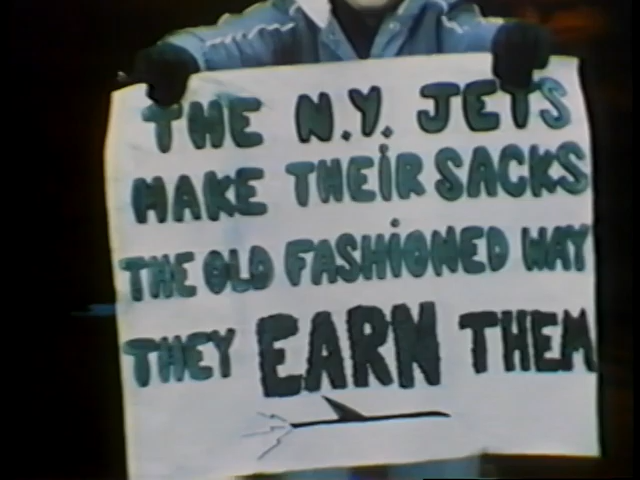 THE N.Y. JETS
MAKE THEiR SACKS
THE OLD FASHiONED WAY
THEY EARN THEM